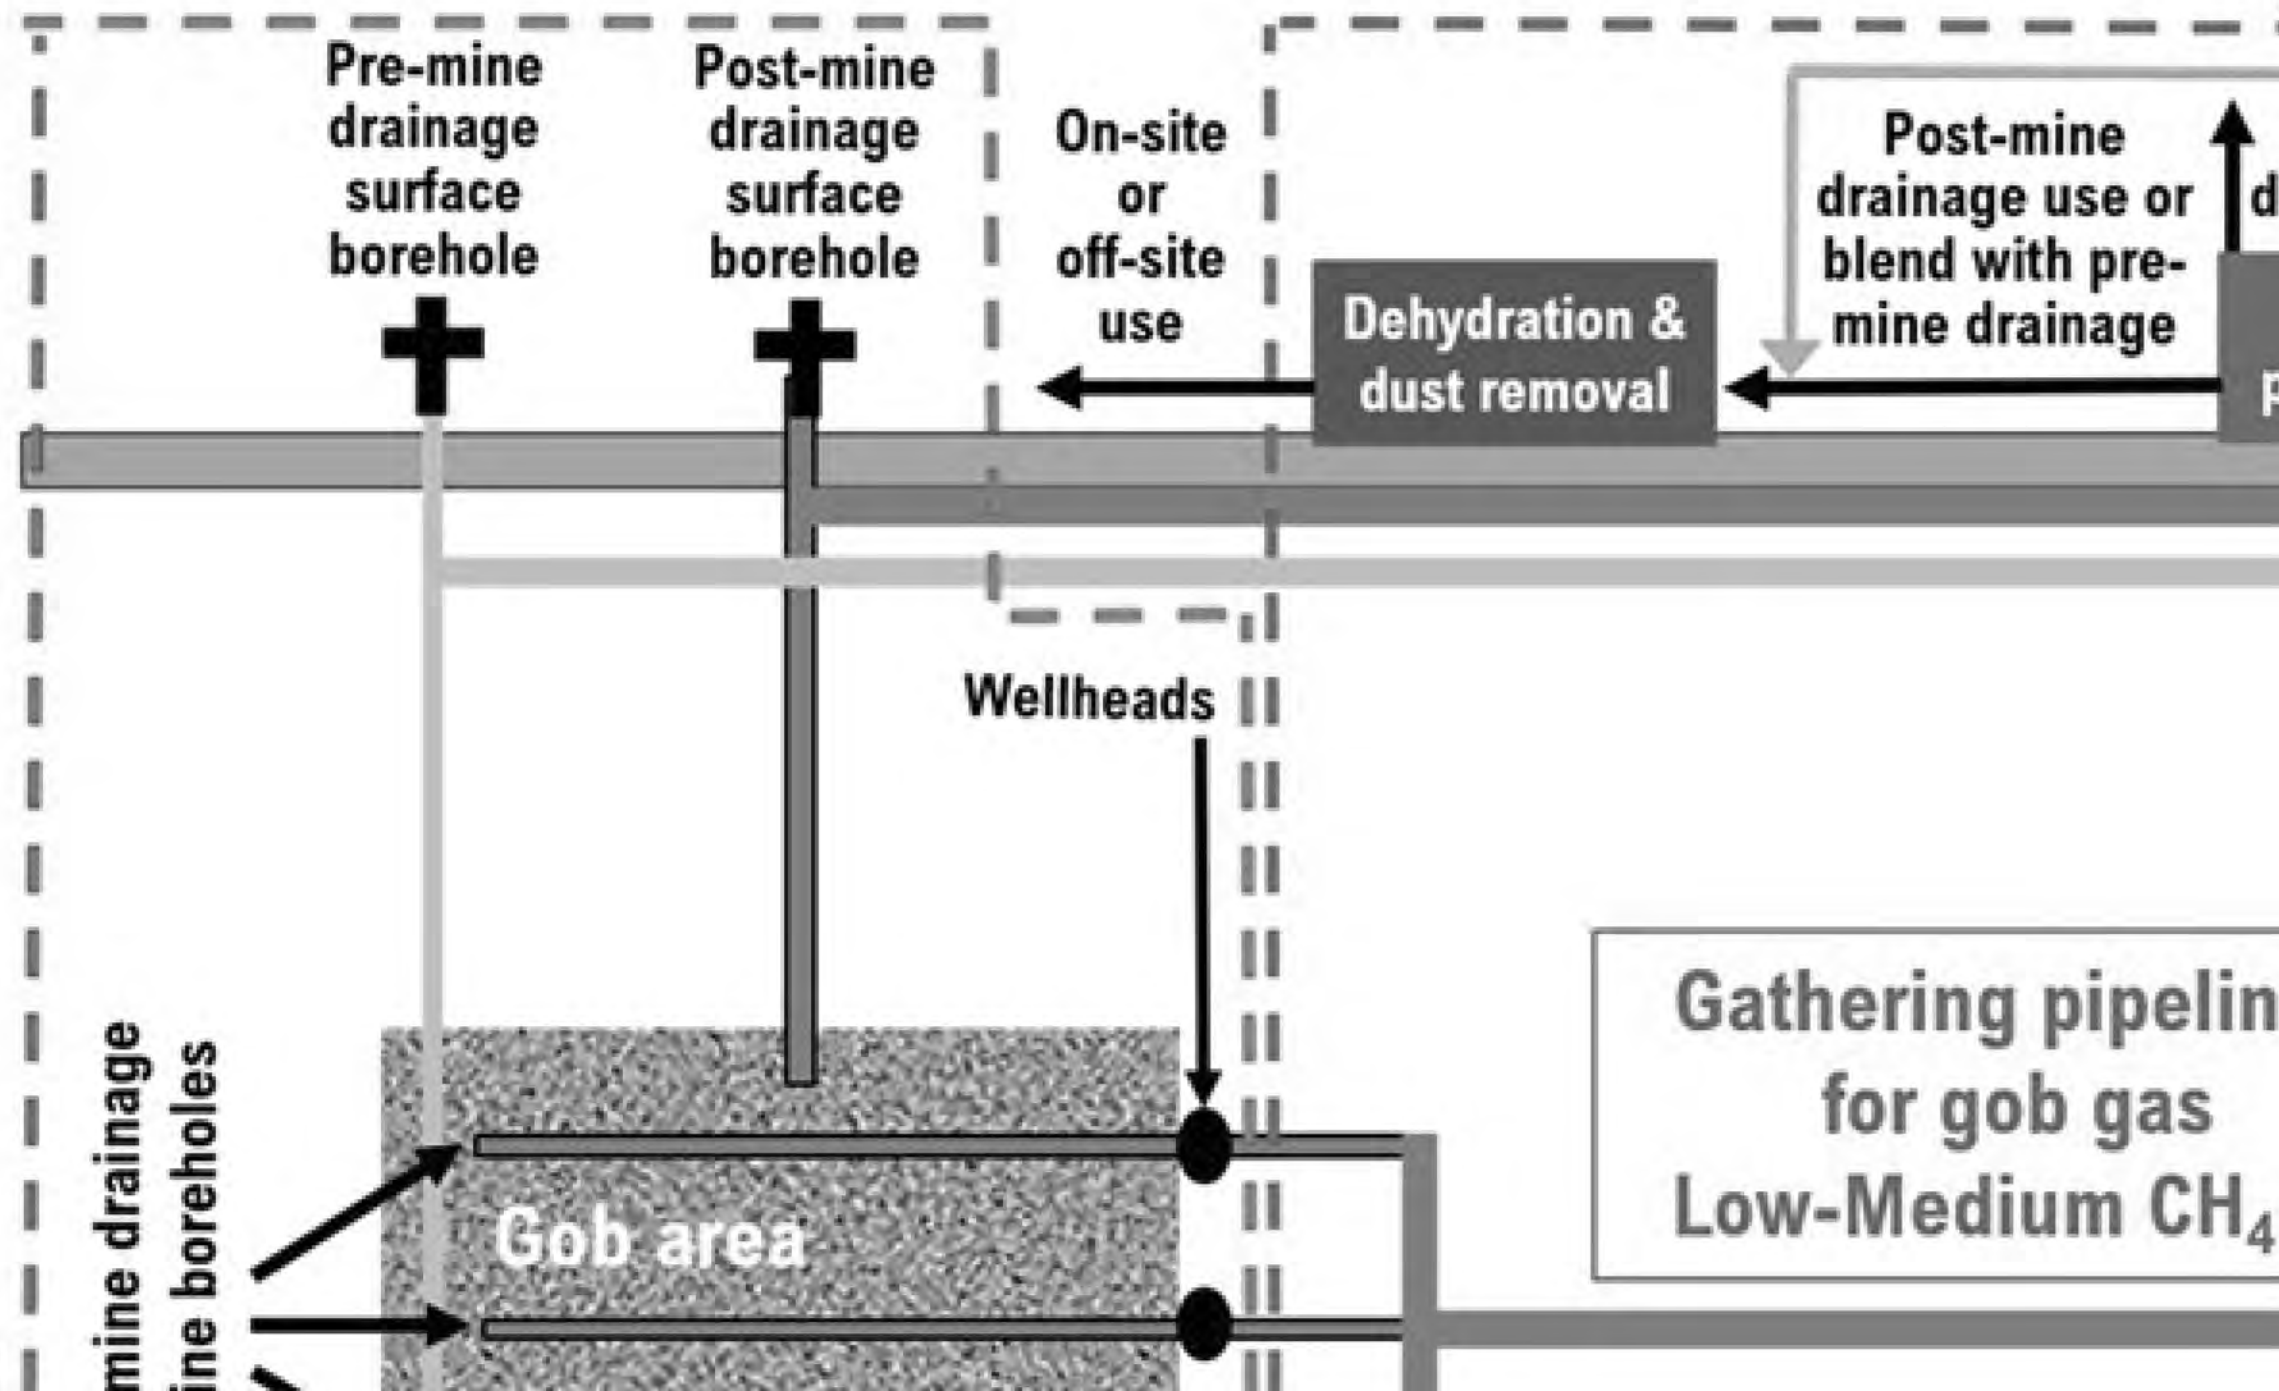 Pre-mine
drainage
surface
borehole
Post-mine
drainage
surface
borehole
On-site
or
off-site
use
Dehydration &
dust removal
Post-mine
drainage use or
blend with pre-
mine drainage
Wellheads
Gathering pipelin
for gob gas
Low-Medium CH₄
Gob area
mine drainage
ine boreholes